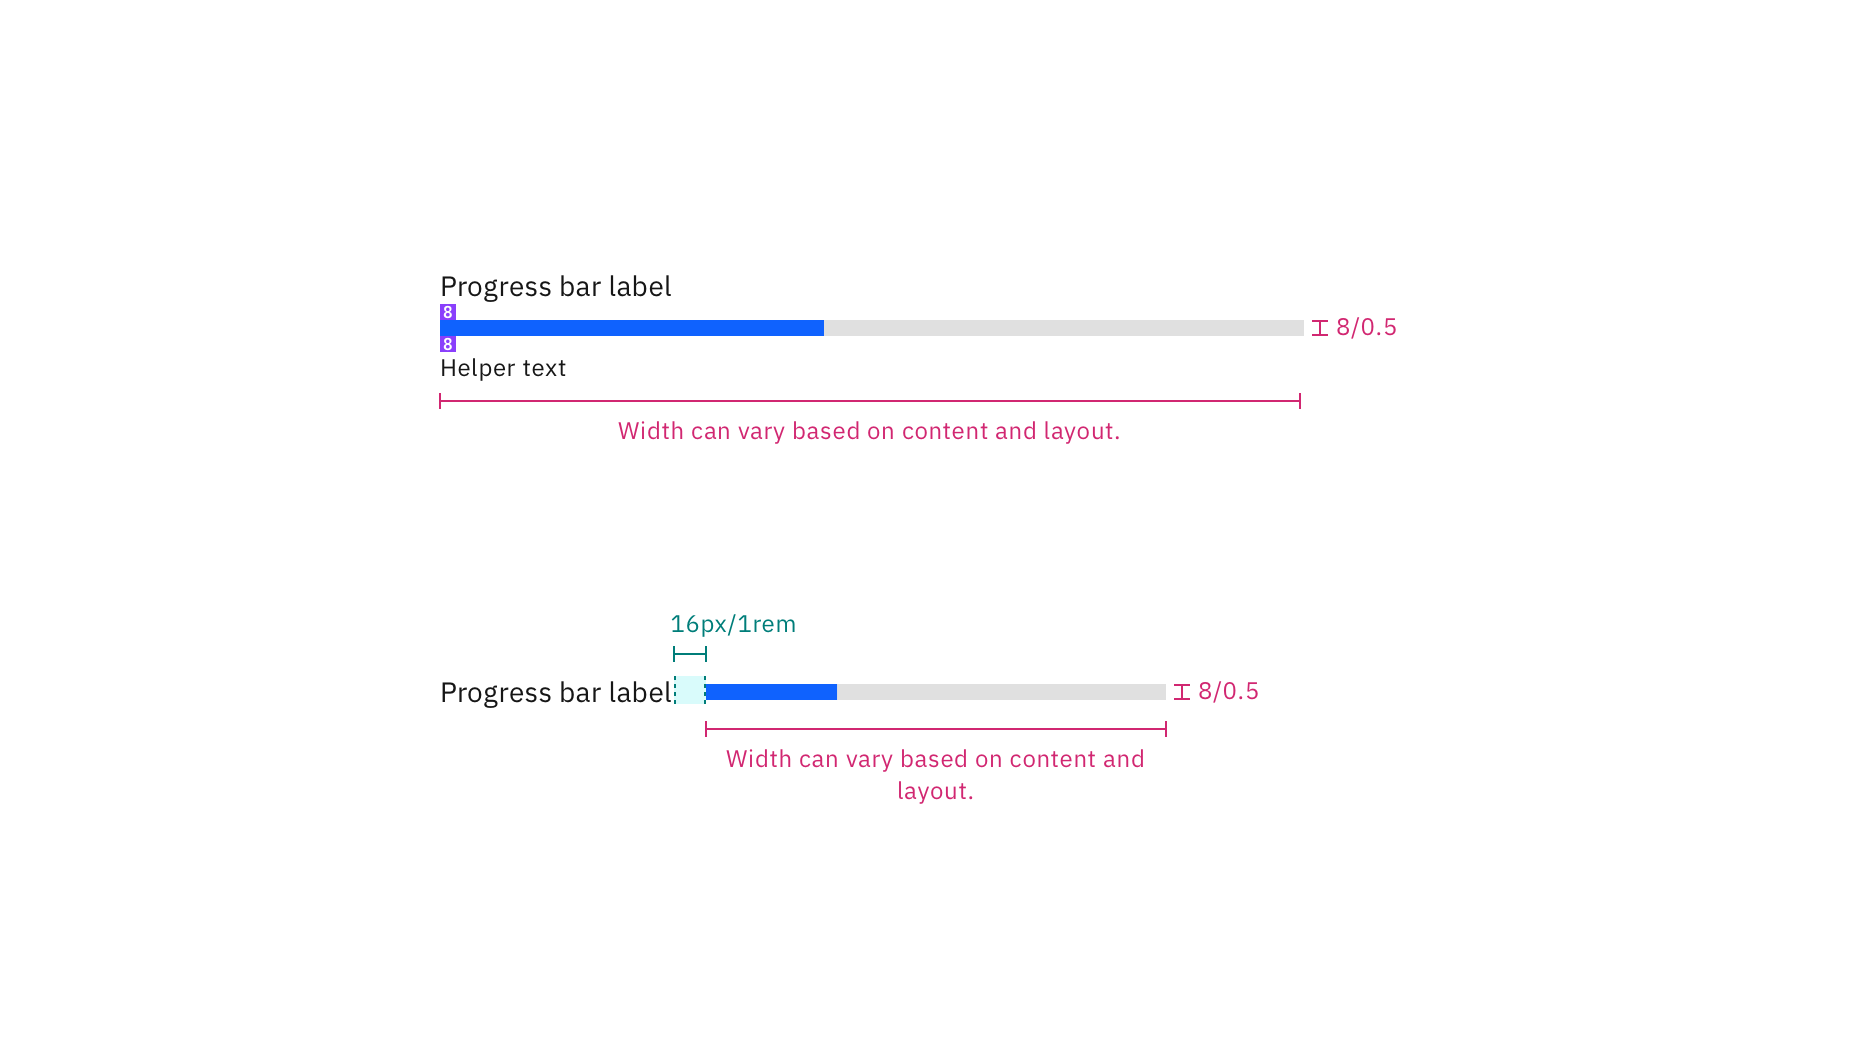 Progress bar label
8
8/0.5
8
Helper text
Width can vary based on content and layout.
16px/1rem
Progress bar label
8/0.5
Width can vary based on content and
layout.